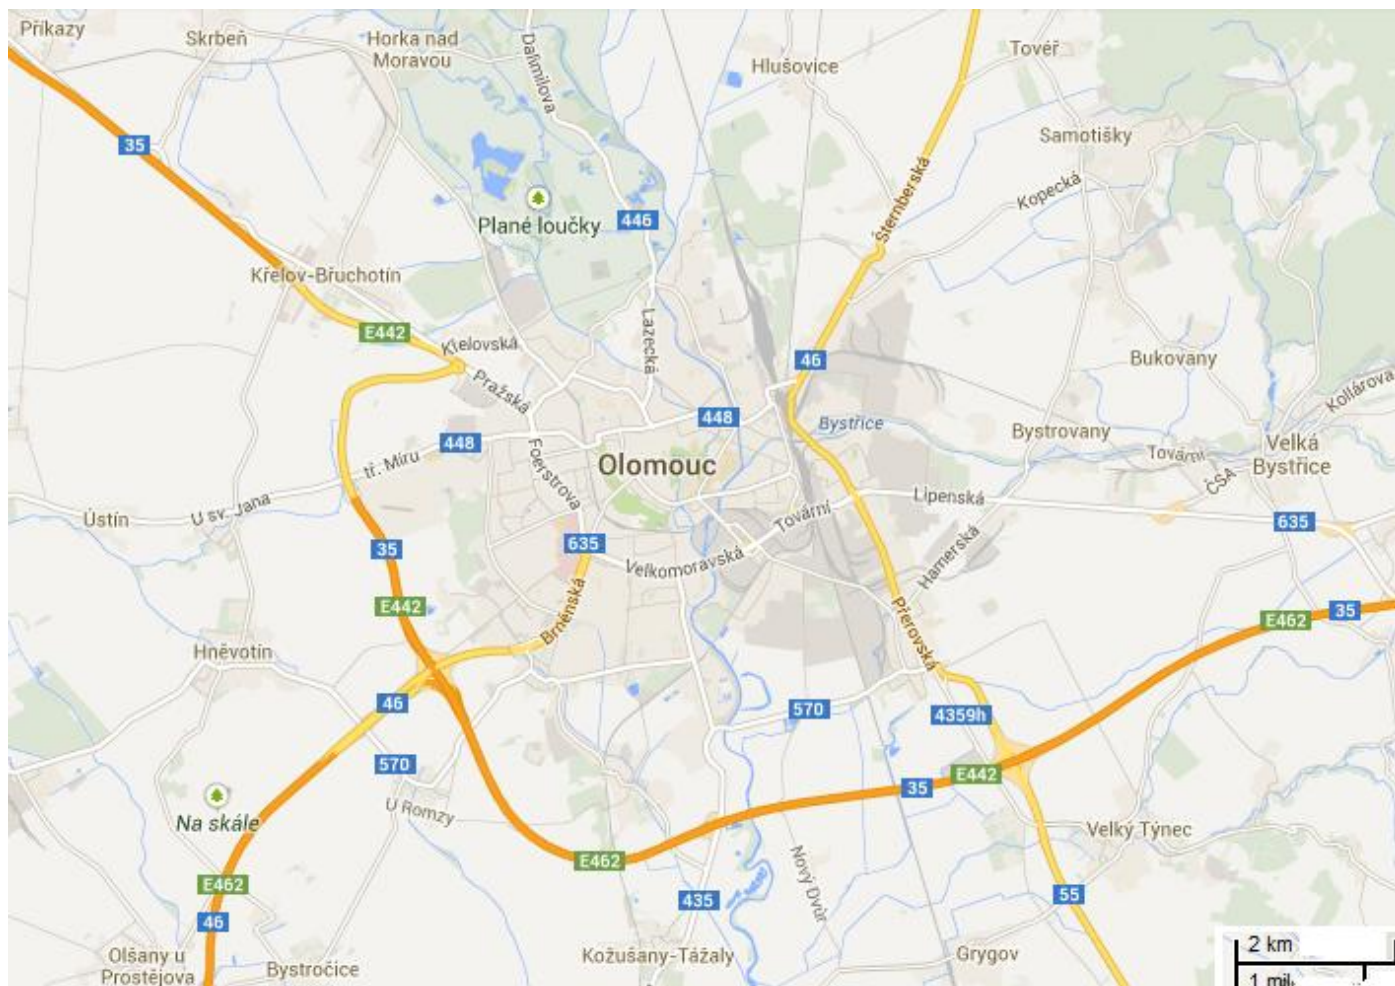 Příkazy
Skrbeň
Horka nad
Moravou
Dalimilova
Hlušovice
Tovéř
35
Samotišky
Kopecká
Šternberská
446
Plané loučky
Křelov-Břuchotín
E442
Křelovská
Lazecká
46
Bukovany
Pražská
Kollárova
448
448
Bystřice
Bystrovany
tř. Míru
Foerstrova
Olomouc
Tovární
Velká
Bystřice
ČSA
Ústín
U sv. Jana
Lipenská
Tovární
635
35
635
Velkomoravská
Hamerská
E442
Brněnská
Přerovská
E462
35
Hněvotín
46
570
4359h
570
E442
35
U Romzy
Na skále
Velký Týnec
E462
Nový Dvůr
E462
435
55
46
Olšany u
Prostějova
Bystročice
Kožušany-Tážaly
Grygov
2 km